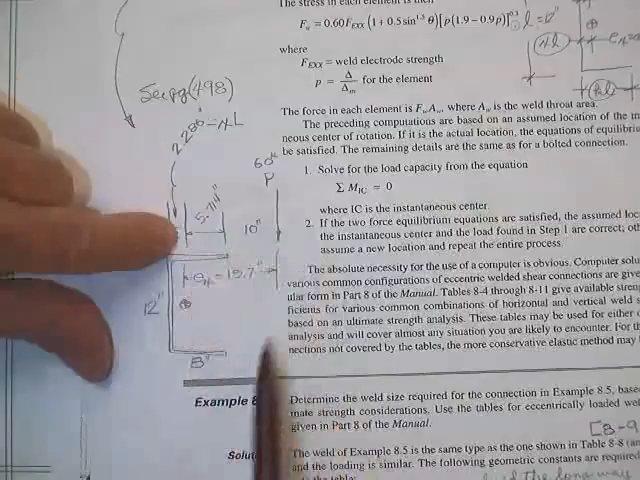 The stress in each element is then
F_w = 0.60F_EXX (1 + 0.5 sin^1.5 θ)[p(1.9 − 0.9p)]^0.3
l = 12"
where
F_EXX = weld electrode strength
p = Δ/Δ_m for the element
The force in each element is F_w A_w, where A_w is the weld throat area.
The preceding computations are based on an assumed location of the in
neous center of rotation. If it is the actual location, the equations of equilibri
be satisfied. The remaining details are the same as for a bolted connection.
1. Solve for the load capacity from the equation
Σ M_IC = 0
where IC is the instantaneous center.
2. If the two force equilibrium equations are satisfied, the assumed locat
the instantaneous center and the load found in Step 1 are correct; oth
assume a new location and repeat the entire process.
The absolute necessity for the use of a computer is obvious. Computer solu
various common configurations of eccentric welded shear connections are give
ular form in Part 8 of the Manual. Tables 8-4 through 8-11 give available stren
ficients for various combinations of horizontal and vertical weld s
based on an ultimate strength analysis. These tables may be used for either d
analysis and will cover almost any situation you are likely to encounter. For th
nections not covered by the tables, the more conservative elastic method may
See pg (498)
2.286 = xL
60k
P
5.714"
10"
= 15.7"
12"
8"
Example 8
Determine the weld size required for the connection in Example 8.5, base
mate strength considerations. Use the tables for eccentrically loaded we
given in Part 8 of the Manual.
[8-9
Solut
The weld of Example 8.5 is the same type as the one shown in Table 8-8 (an
and the loading is similar. The following geometric constants are required
the table: